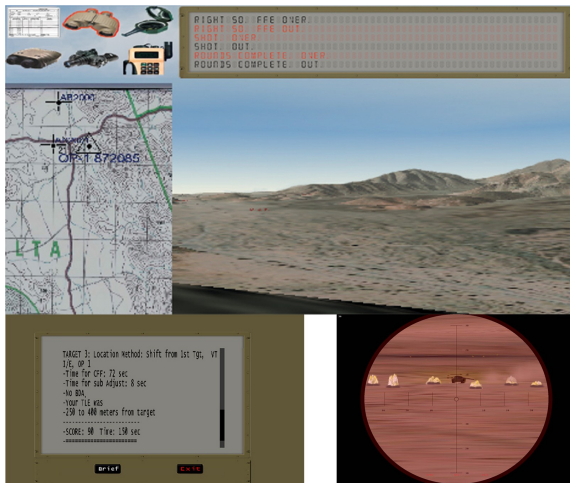 RIGHT 50. FFE OVER.
RIGHT 50. FFE OUT.
SHOT. OVER.
SHOT. OUT.
ROUNDS COMPLETE. OVER.
ROUNDS COMPLETE. OUT.
AB2000
OP 1 872085
LTA
TARGET 3: Location Method: Shift from 1st Tgt, VT
I/E, OP 1
-Time for CFF: 72 sec
-Time for sub Adjust: 8 sec
-No BDA,
-Your TLE was
-250 to 400 meters from target
-SCORE: 90 Time: 150 sec
Brief
Exit